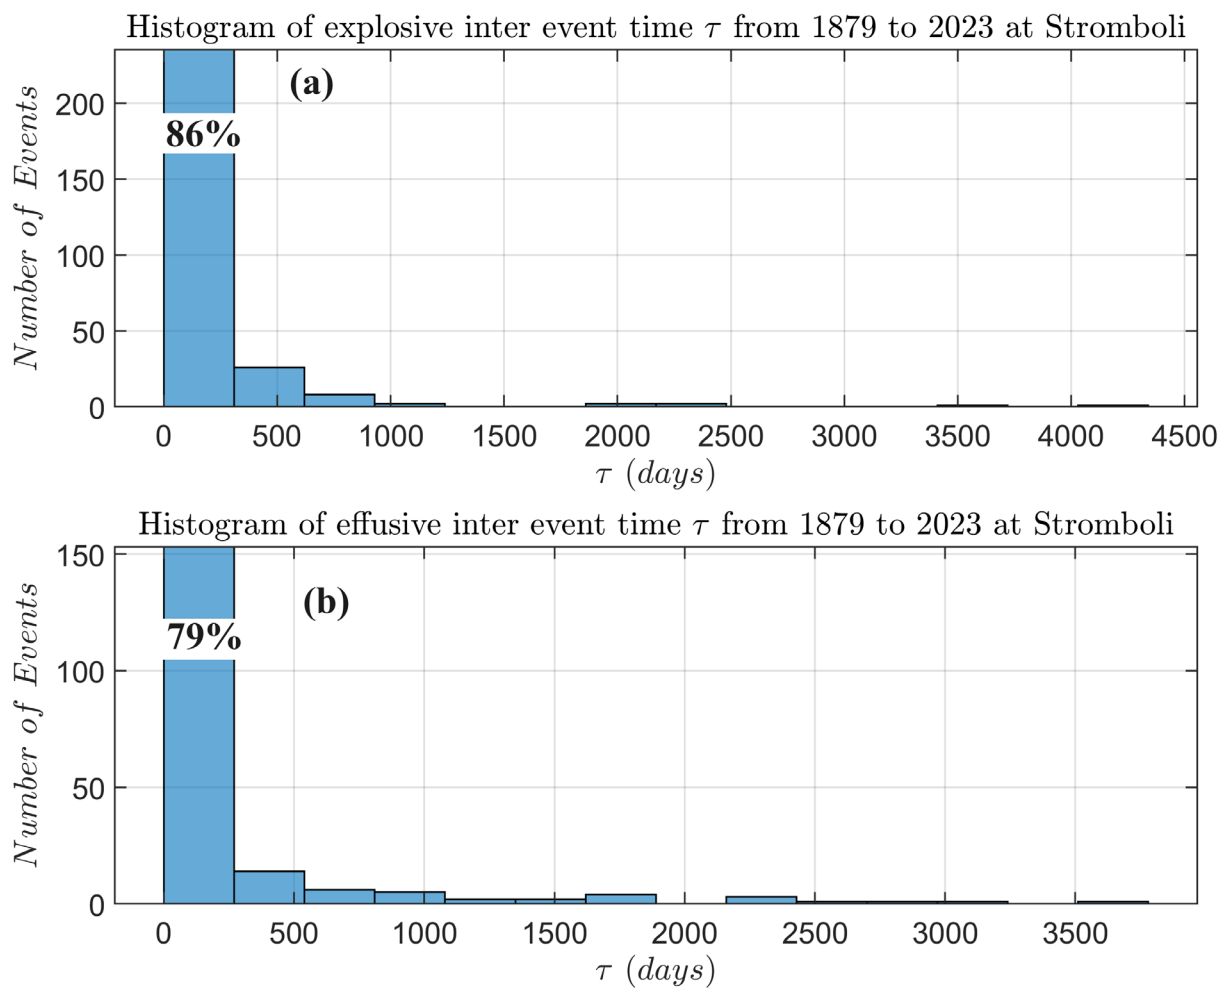 Histogram of explosive inter event time τ from 1879 to 2023 at Stromboli
(a)
86%
Number of Events
200
150
100
50
0
0 500 1000 1500 2000 2500 3000 3500 4000 4500
τ (days)
Histogram of effusive inter event time τ from 1879 to 2023 at Stromboli
(b)
79%
Number of Events
150
100
50
0
0 500 1000 1500 2000 2500 3000 3500
τ (days)